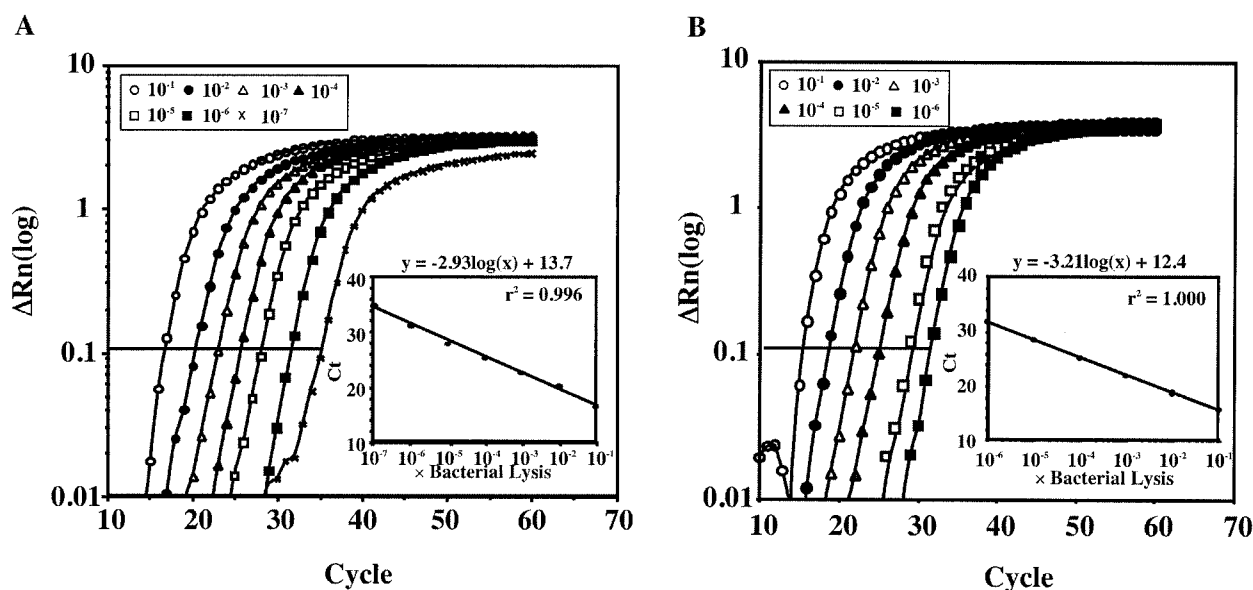 A
10
1
0.1
0.01
ΔRn(log)
○ 10⁻¹ ● 10⁻² △ 10⁻³ ▲ 10⁻⁴
□ 10⁻⁵ ■ 10⁻⁶ × 10⁻⁷
y = -2.93log(x) + 13.7
r² = 0.996
40
30
20
10
Ct
10⁻⁷ 10⁻⁶ 10⁻⁵ 10⁻⁴ 10⁻³ 10⁻² 10⁻¹
× Bacterial Lysis
10 20 30 40 50 60 70
Cycle
B
10
1
0.1
0.01
ΔRn(log)
○ 10⁻¹ ● 10⁻² △ 10⁻³
▲ 10⁻⁴ □ 10⁻⁵ ■ 10⁻⁶
y = -3.21log(x) + 12.4
r² = 1.000
40
30
20
10
Ct
10⁻⁶ 10⁻⁵ 10⁻⁴ 10⁻³ 10⁻² 10⁻¹
× Bacterial Lysis
10 20 30 40 50 60 70
Cycle